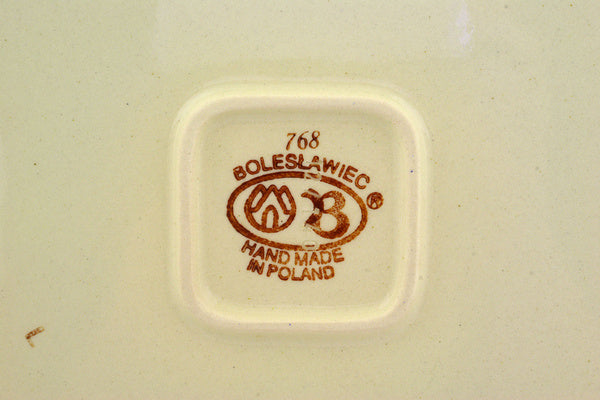 768
BOLESŁAWIEC
B ®
HAND MADE
IN POLAND